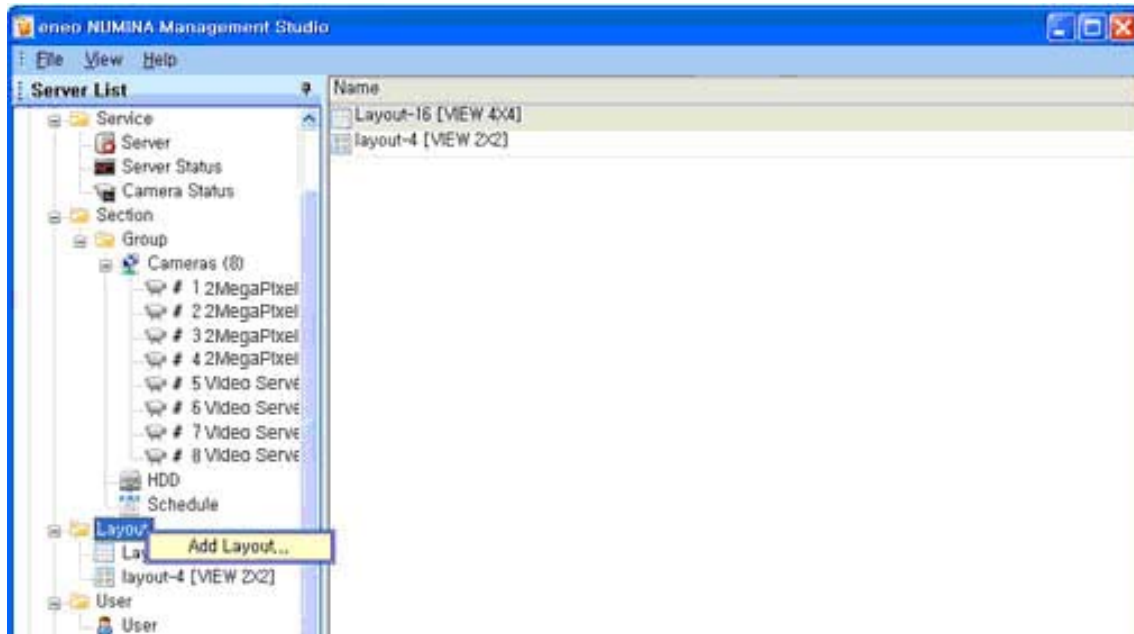 eneo NUMINA Management Studio
File View Help
Server List
Name
Service
Server
Server Status
Camera Status
Section
Group
Cameras (8)
# 1 2MegaPixel
# 2 2MegaPixel
# 3 2MegaPixel
# 4 2MegaPixel
# 5 Video Serve
# 6 Video Serve
# 7 Video Serve
# 8 Video Serve
HDD
Schedule
Layout
Add Layout...
Lay
layout-4 [VIEW 2X2]
User
User
Layout-16 [VIEW 4X4]
layout-4 [VIEW 2X2]